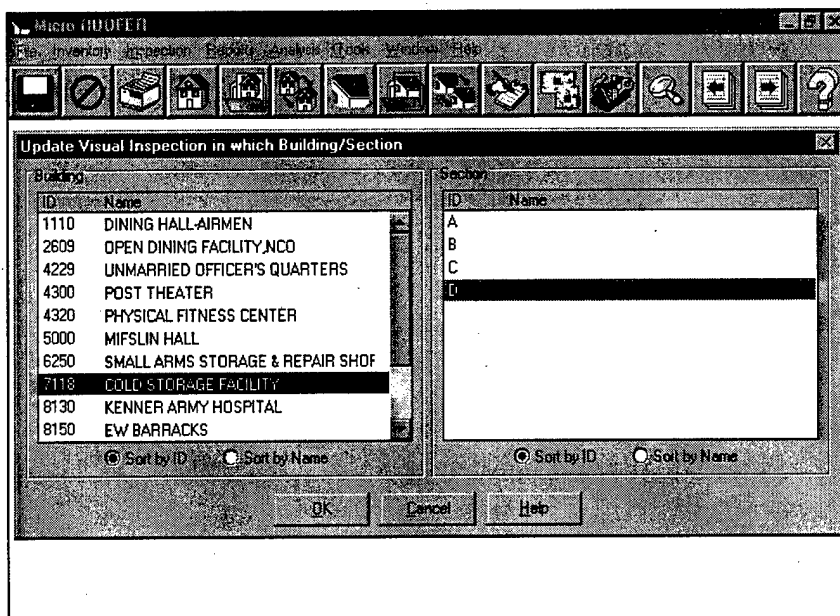 Micro ROOFER
File Inventory Inspection Reports Analysis Tools Window Help
Update Visual Inspection in which Building/Section
Building
ID Name
1110 DINING HALL-AIRMEN
2609 OPEN DINING FACILITY,NCO
4229 UNMARRIED OFFICER'S QUARTERS
4300 POST THEATER
4320 PHYSICAL FITNESS CENTER
5000 MIFSLIN HALL
6250 SMALL ARMS STORAGE & REPAIR SHOF
7118 COLD STORAGE FACILITY
8130 KENNER ARMY HOSPITAL
8150 EW BARRACKS
Sort by ID Sort by Name
Section
ID Name
A
B
C
D
Sort by ID Sort by Name
OK Cancel Help